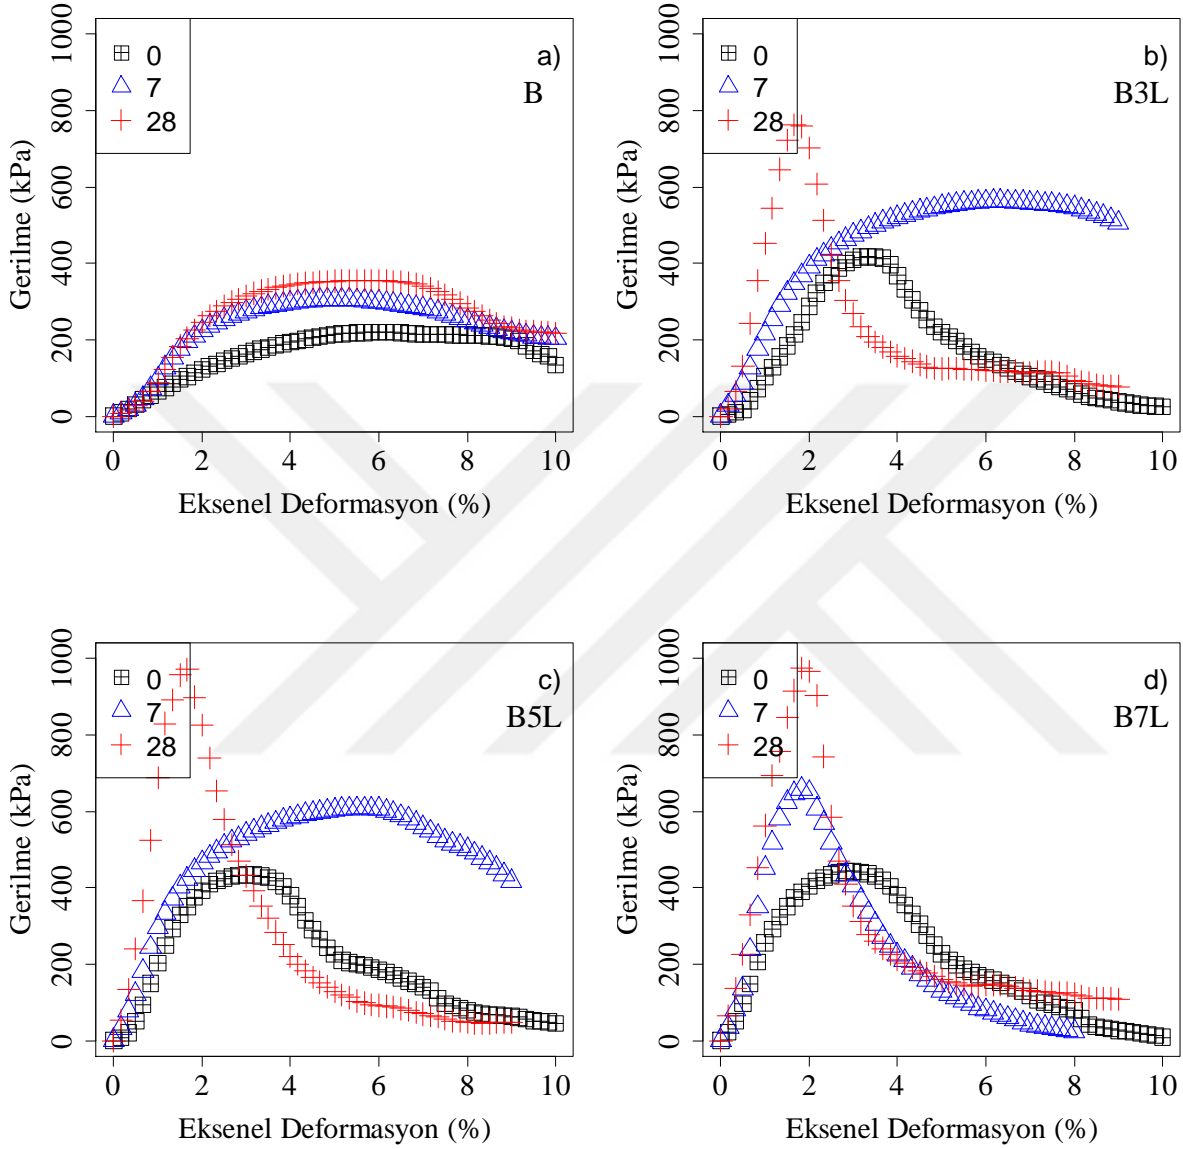 a)
B
0
7
28
0 200 400 600 800 1000
Gerilme (kPa)
0 2 4 6 8 10
Eksenel Deformasyon (%)
b)
B3L
0
7
28
0 200 400 600 800 1000
Gerilme (kPa)
0 2 4 6 8 10
Eksenel Deformasyon (%)
c)
B5L
0
7
28
0 200 400 600 800 1000
Gerilme (kPa)
0 2 4 6 8 10
Eksenel Deformasyon (%)
d)
B7L
0
7
28
0 200 400 600 800 1000
Gerilme (kPa)
0 2 4 6 8 10
Eksenel Deformasyon (%)